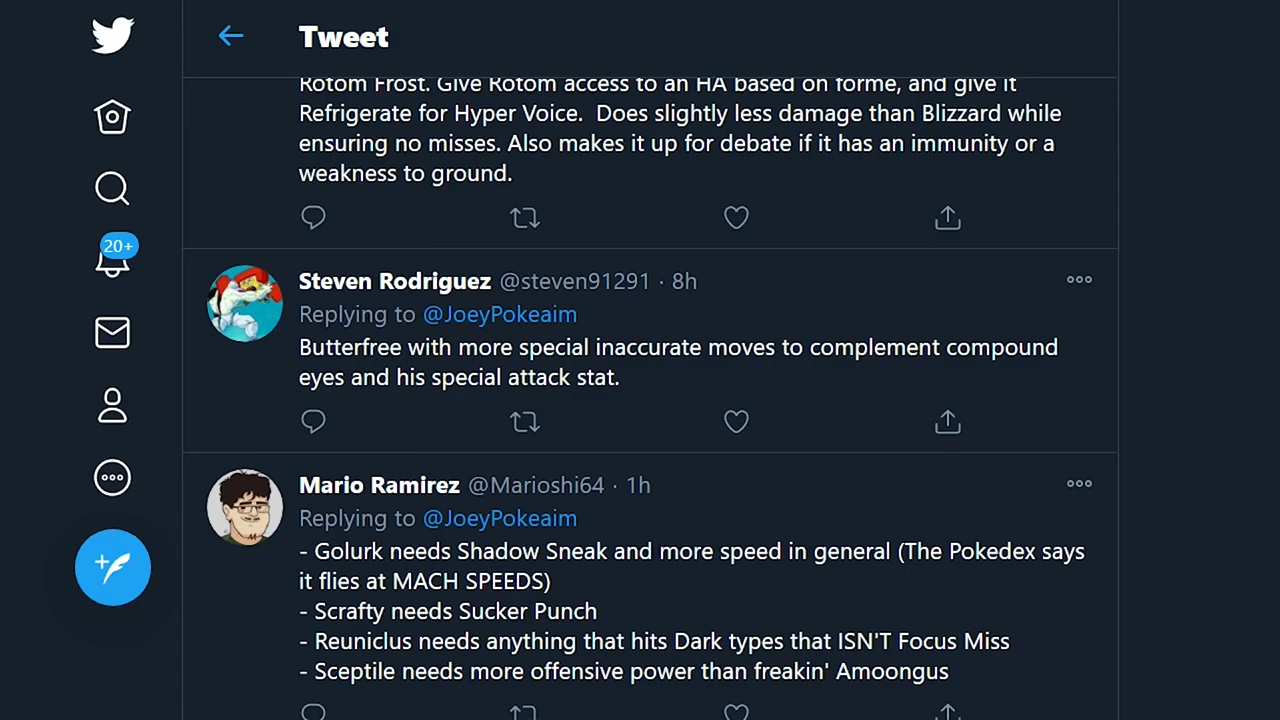 Tweet
Rotom Frost. Give Rotom access to an HA based on forme, and give it
Refrigerate for Hyper Voice.  Does slightly less damage than Blizzard while
ensuring no misses. Also makes it up for debate if it has an immunity or a
weakness to ground.
20+
Steven Rodriguez @steven91291 · 8h
Replying to @JoeyPokeaim
Butterfree with more special inaccurate moves to complement compound
eyes and his special attack stat.
Mario Ramirez @Marioshi64 · 1h
Replying to @JoeyPokeaim
- Golurk needs Shadow Sneak and more speed in general (The Pokedex says
it flies at MACH SPEEDS)
- Scrafty needs Sucker Punch
- Reuniclus needs anything that hits Dark types that ISN'T Focus Miss
- Sceptile needs more offensive power than freakin' Amoongus